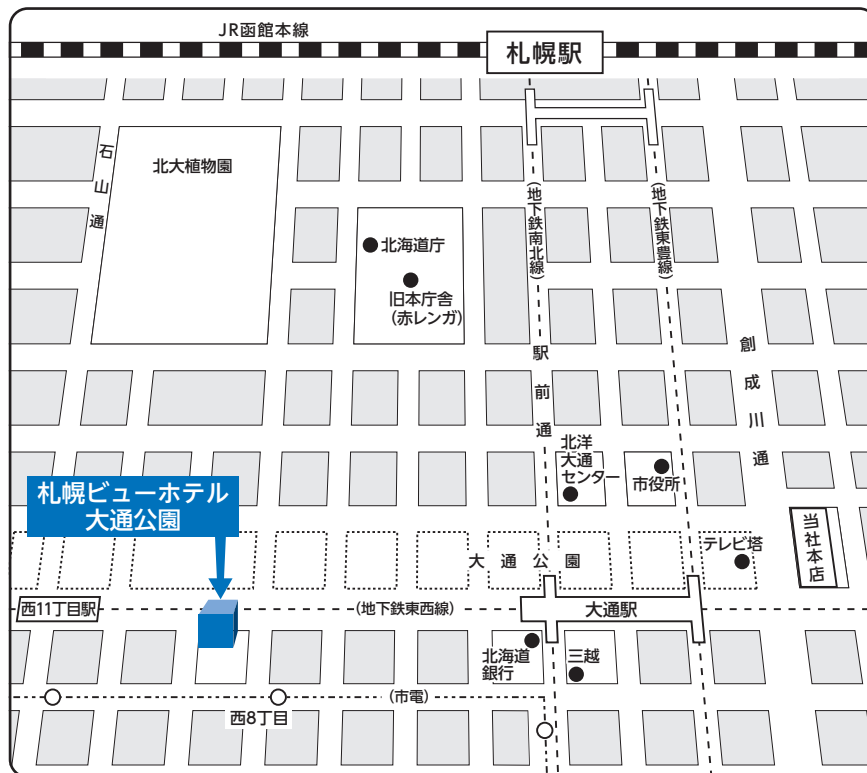 JR函館本線
札幌駅
石山通
北大植物園
(地下鉄南北線)
(地下鉄東豊線)
北海道庁
旧本庁舎
(赤レンガ)
駅前通
創成川通
北洋
大通
センター
市役所
札幌ビューホテル
大通公園
当社本店
テレビ塔
大通公園
西11丁目駅
(地下鉄東西線)
大通駅
北海道
銀行
三越
(市電)
西8丁目